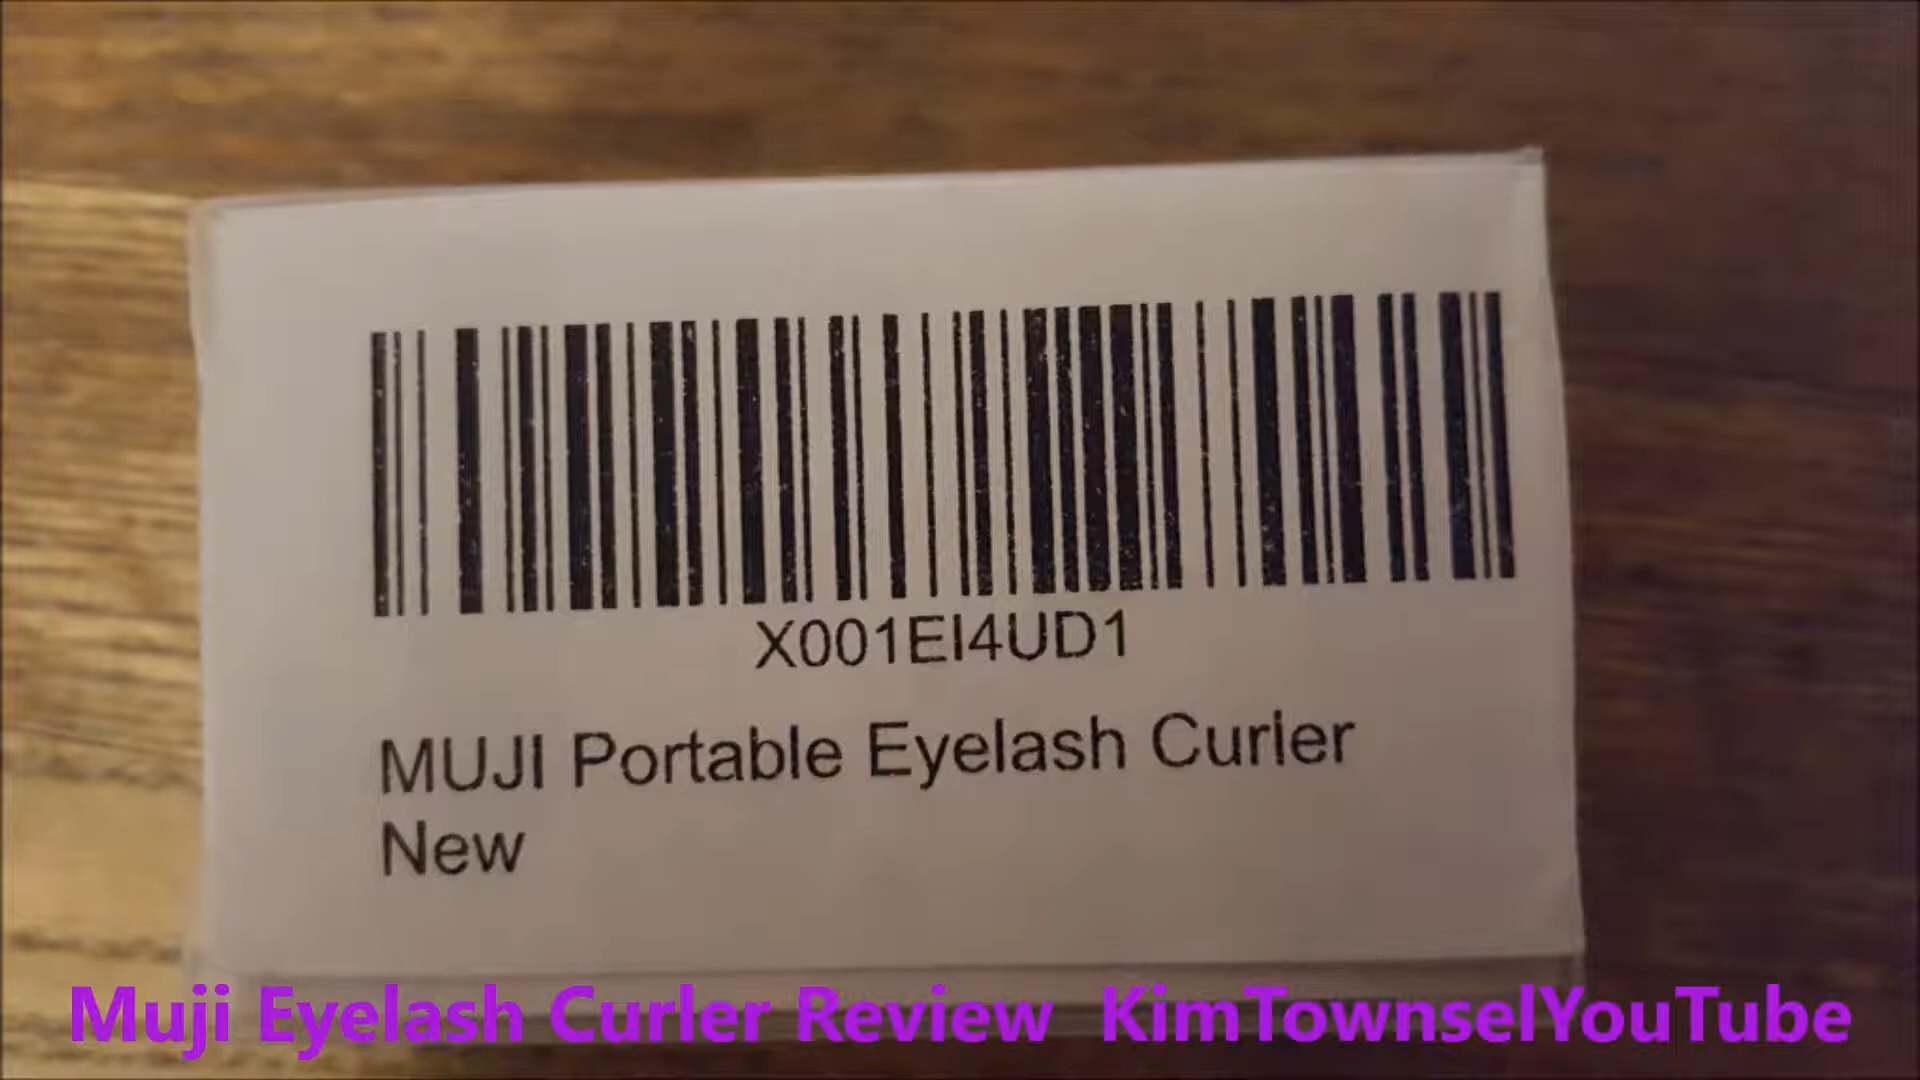 X001EI4UD1
MUJI Portable Eyelash Curler
New
Muji Eyelash Curler Review KimTownselYouTube